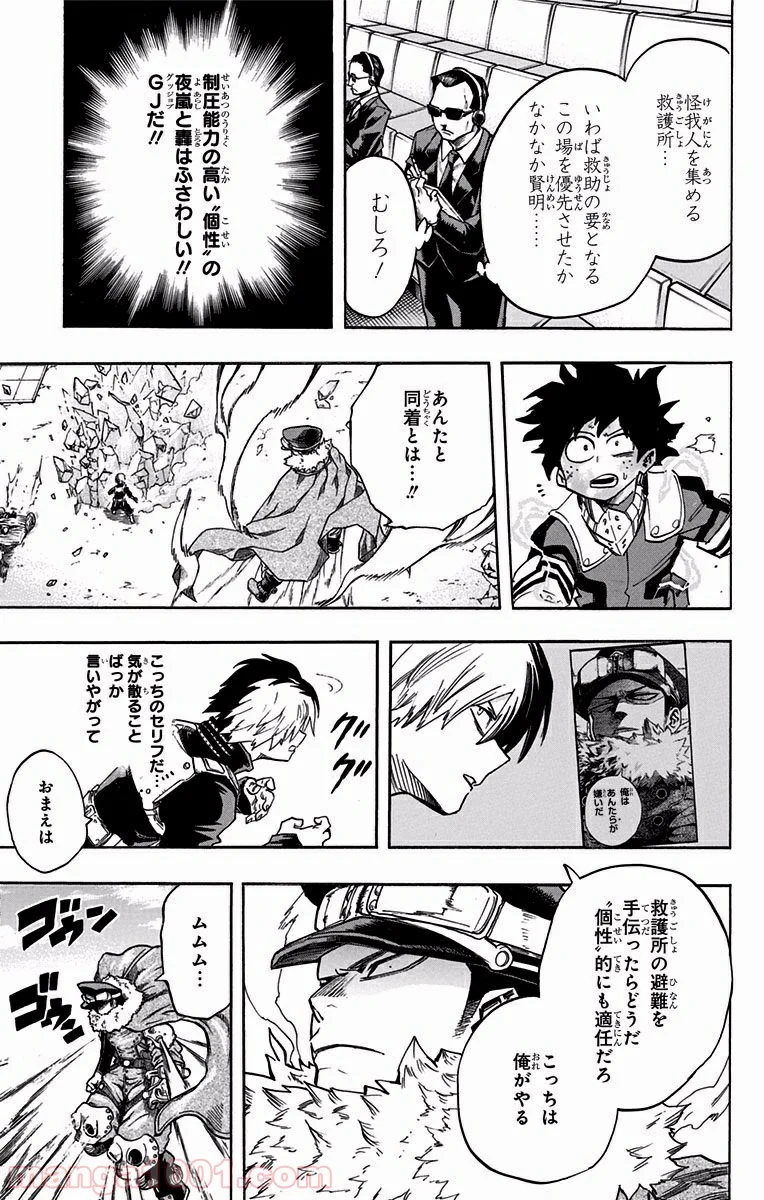 怪我人を集める
救護所…
いわば救助の要となる
この場を優先させたか
なかなか賢明……
むしろ！
制圧能力の高い〝個性〟の
夜嵐と轟はふさわしい!!
GJだ!!
あんたと
同着とは…!!
俺は
あんたらが
嫌いだ
こっちのセリフだ…
気が散ること
ばっか
言いやがって
グッ
グッ
おまえは
救護所の避難を
手伝ったらどうだ
〝個性〟的にも適任だろ
こっちは
俺がやる
ムムム…
ゴウン
ゴウン
manga1001.com